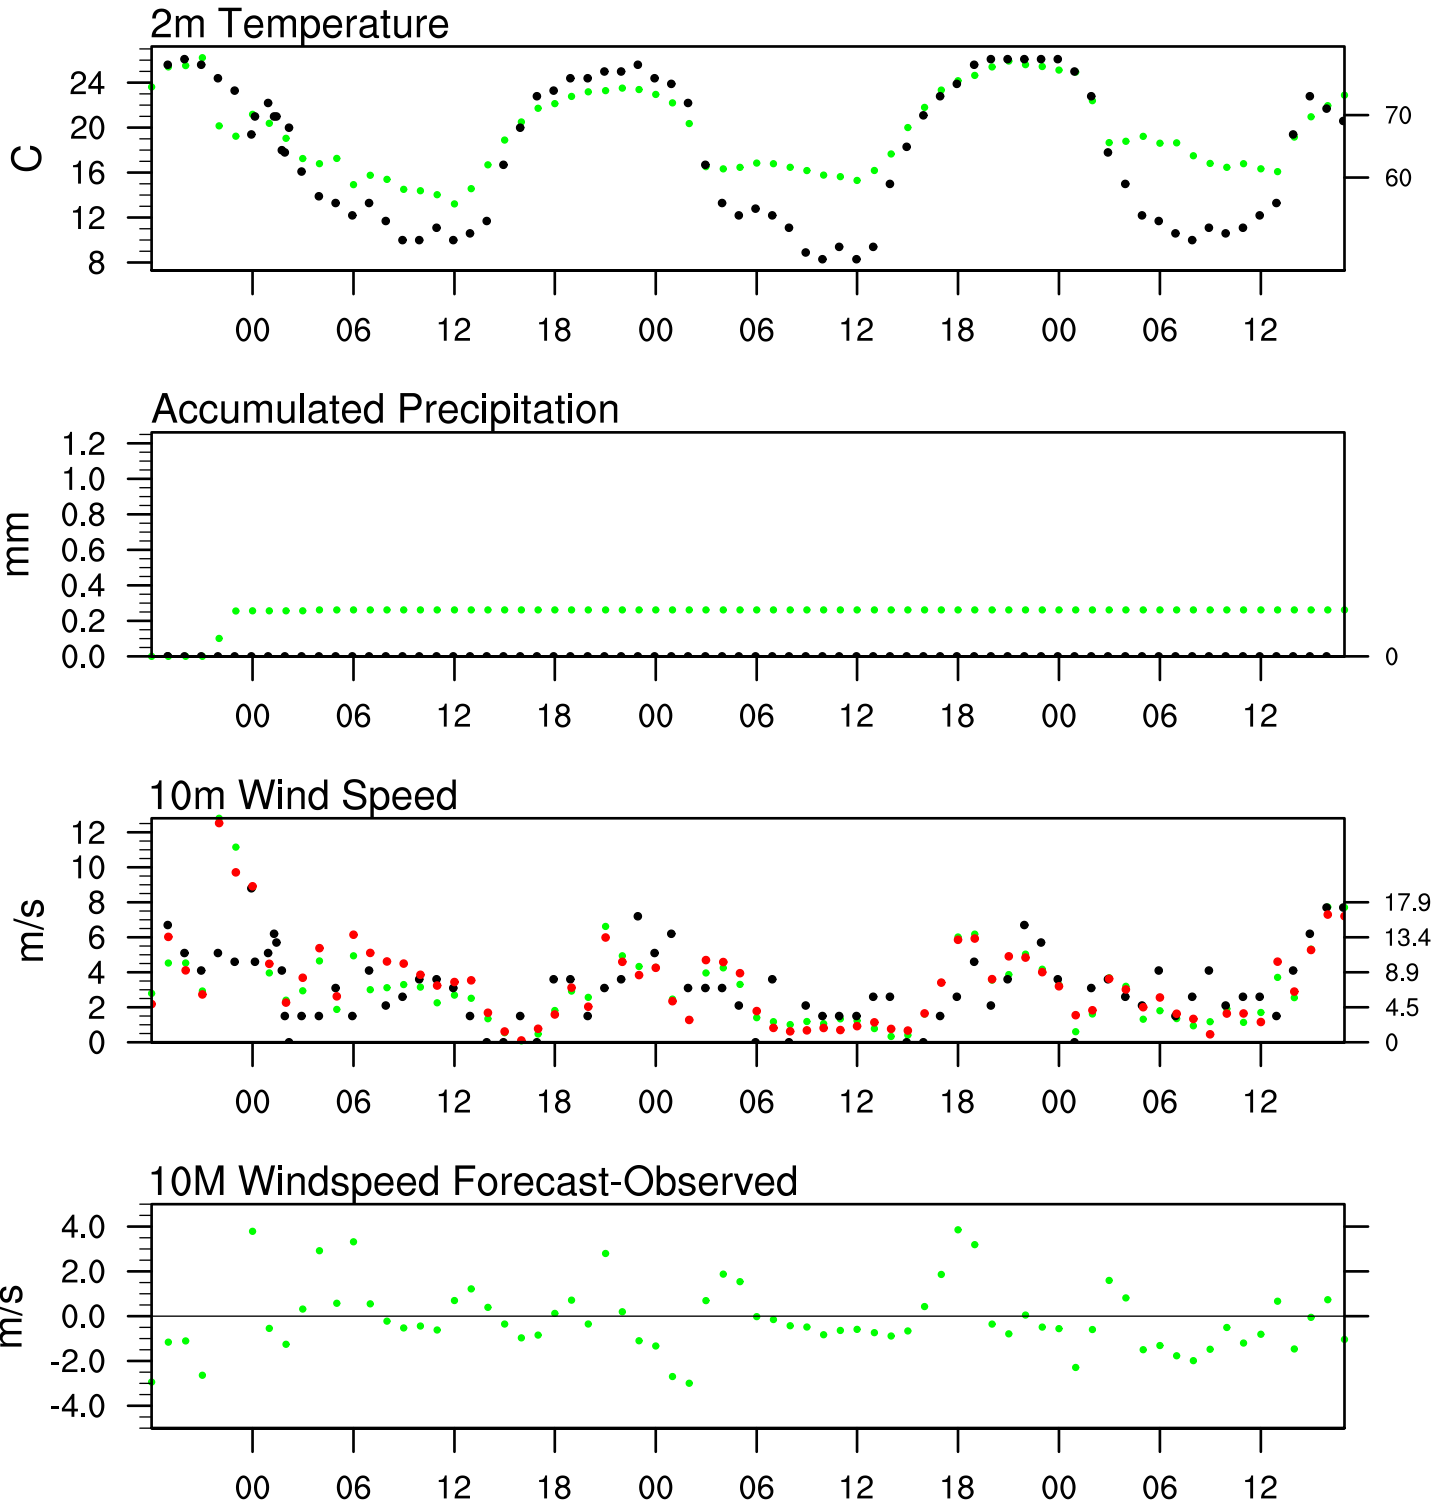 2m Temperature
24
20
16
12
8
C
70
60
00 06 12 18 00 06 12 18 00 06 12
Accumulated Precipitation
1.2
1.0
0.8
0.6
0.4
0.2
0.0
mm
0
00 06 12 18 00 06 12 18 00 06 12
10m Wind Speed
12
10
8
6
4
2
0
m/s
17.9
13.4
8.9
4.5
0
00 06 12 18 00 06 12 18 00 06 12
10M Windspeed Forecast-Observed
4.0
2.0
0.0
-2.0
-4.0
m/s
00 06 12 18 00 06 12 18 00 06 12